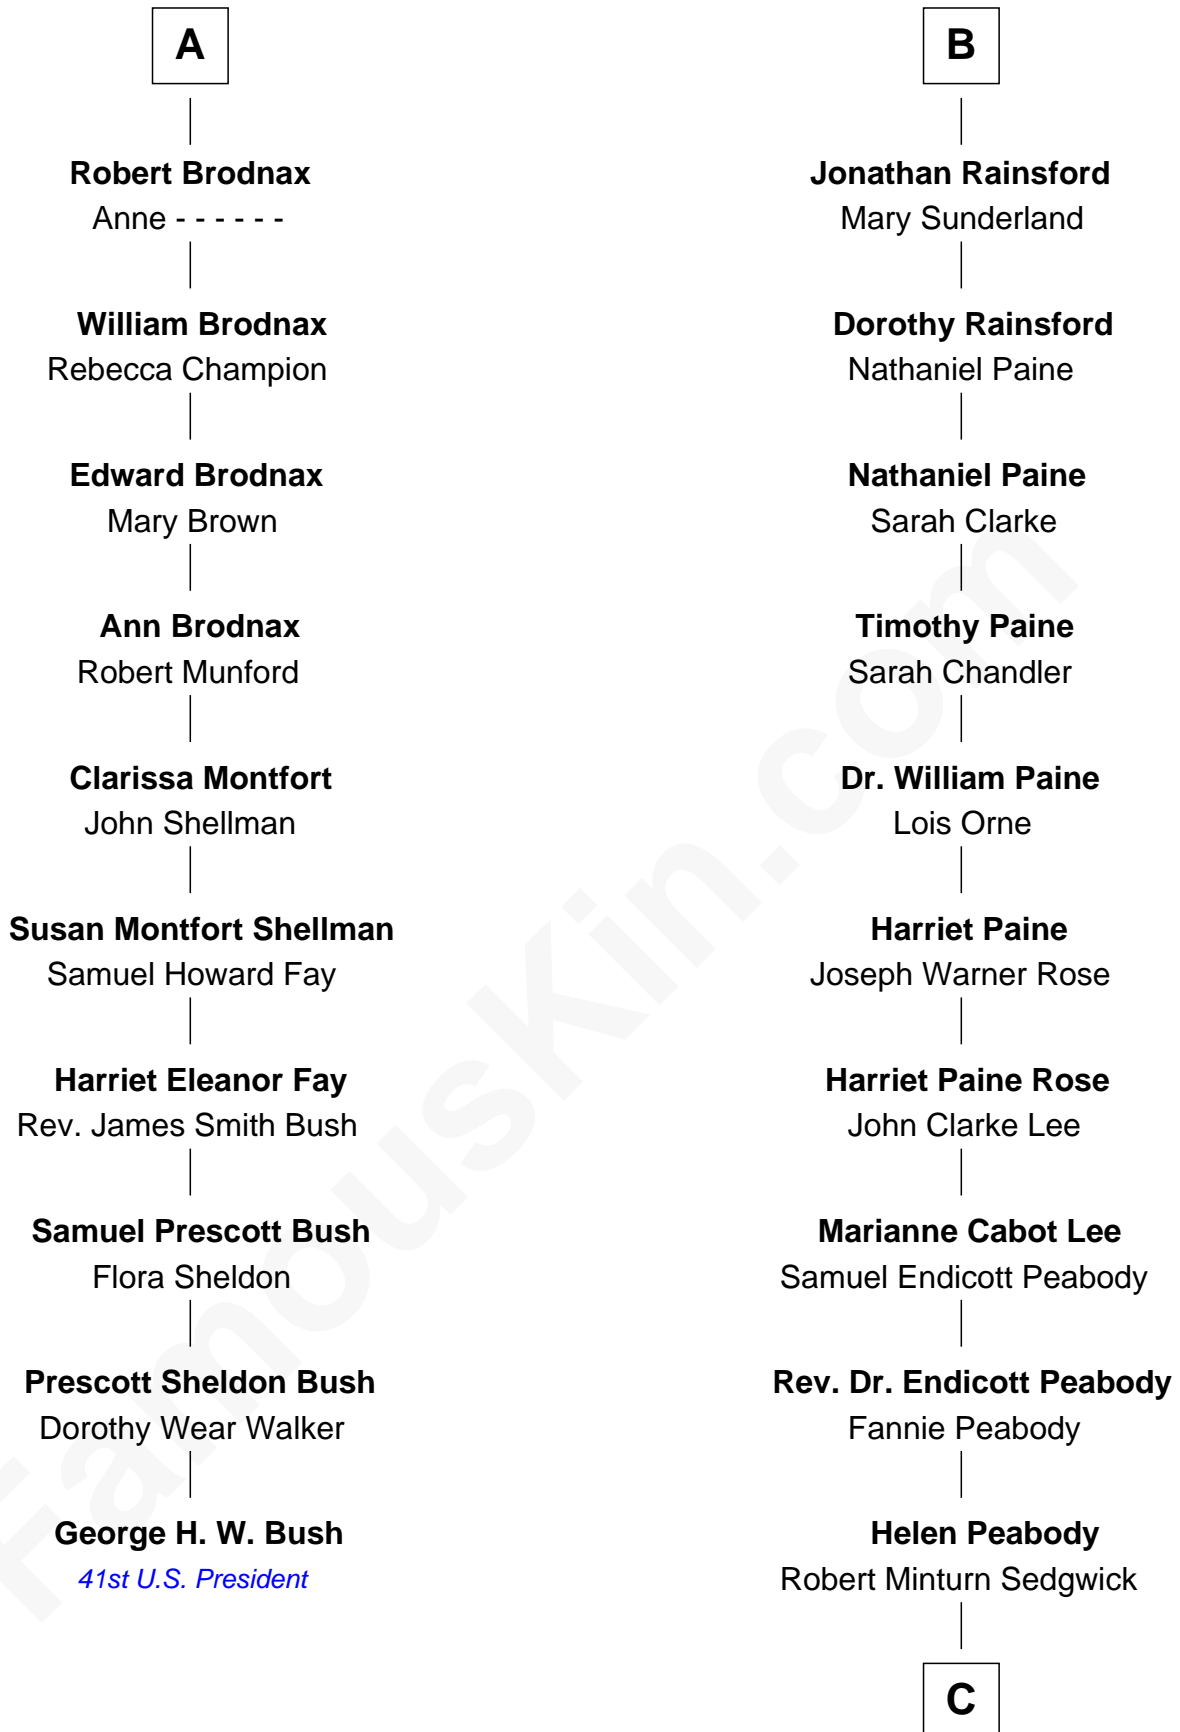 A
Robert Brodnax
Anne - - - - - -
William Brodnax
Rebecca Champion
Edward Brodnax
Mary Brown
Ann Brodnax
Robert Munford
Clarissa Montfort
John Shellman
Susan Montfort Shellman
Samuel Howard Fay
Harriet Eleanor Fay
Rev. James Smith Bush
Samuel Prescott Bush
Flora Sheldon
Prescott Sheldon Bush
Dorothy Wear Walker
George H. W. Bush
41st U.S. President
B
Jonathan Rainsford
Mary Sunderland
Dorothy Rainsford
Nathaniel Paine
Nathaniel Paine
Sarah Clarke
Timothy Paine
Sarah Chandler
Dr. William Paine
Lois Orne
Harriet Paine
Joseph Warner Rose
Harriet Paine Rose
John Clarke Lee
Marianne Cabot Lee
Samuel Endicott Peabody
Rev. Dr. Endicott Peabody
Fannie Peabody
Helen Peabody
Robert Minturn Sedgwick
C
FamousKin.com